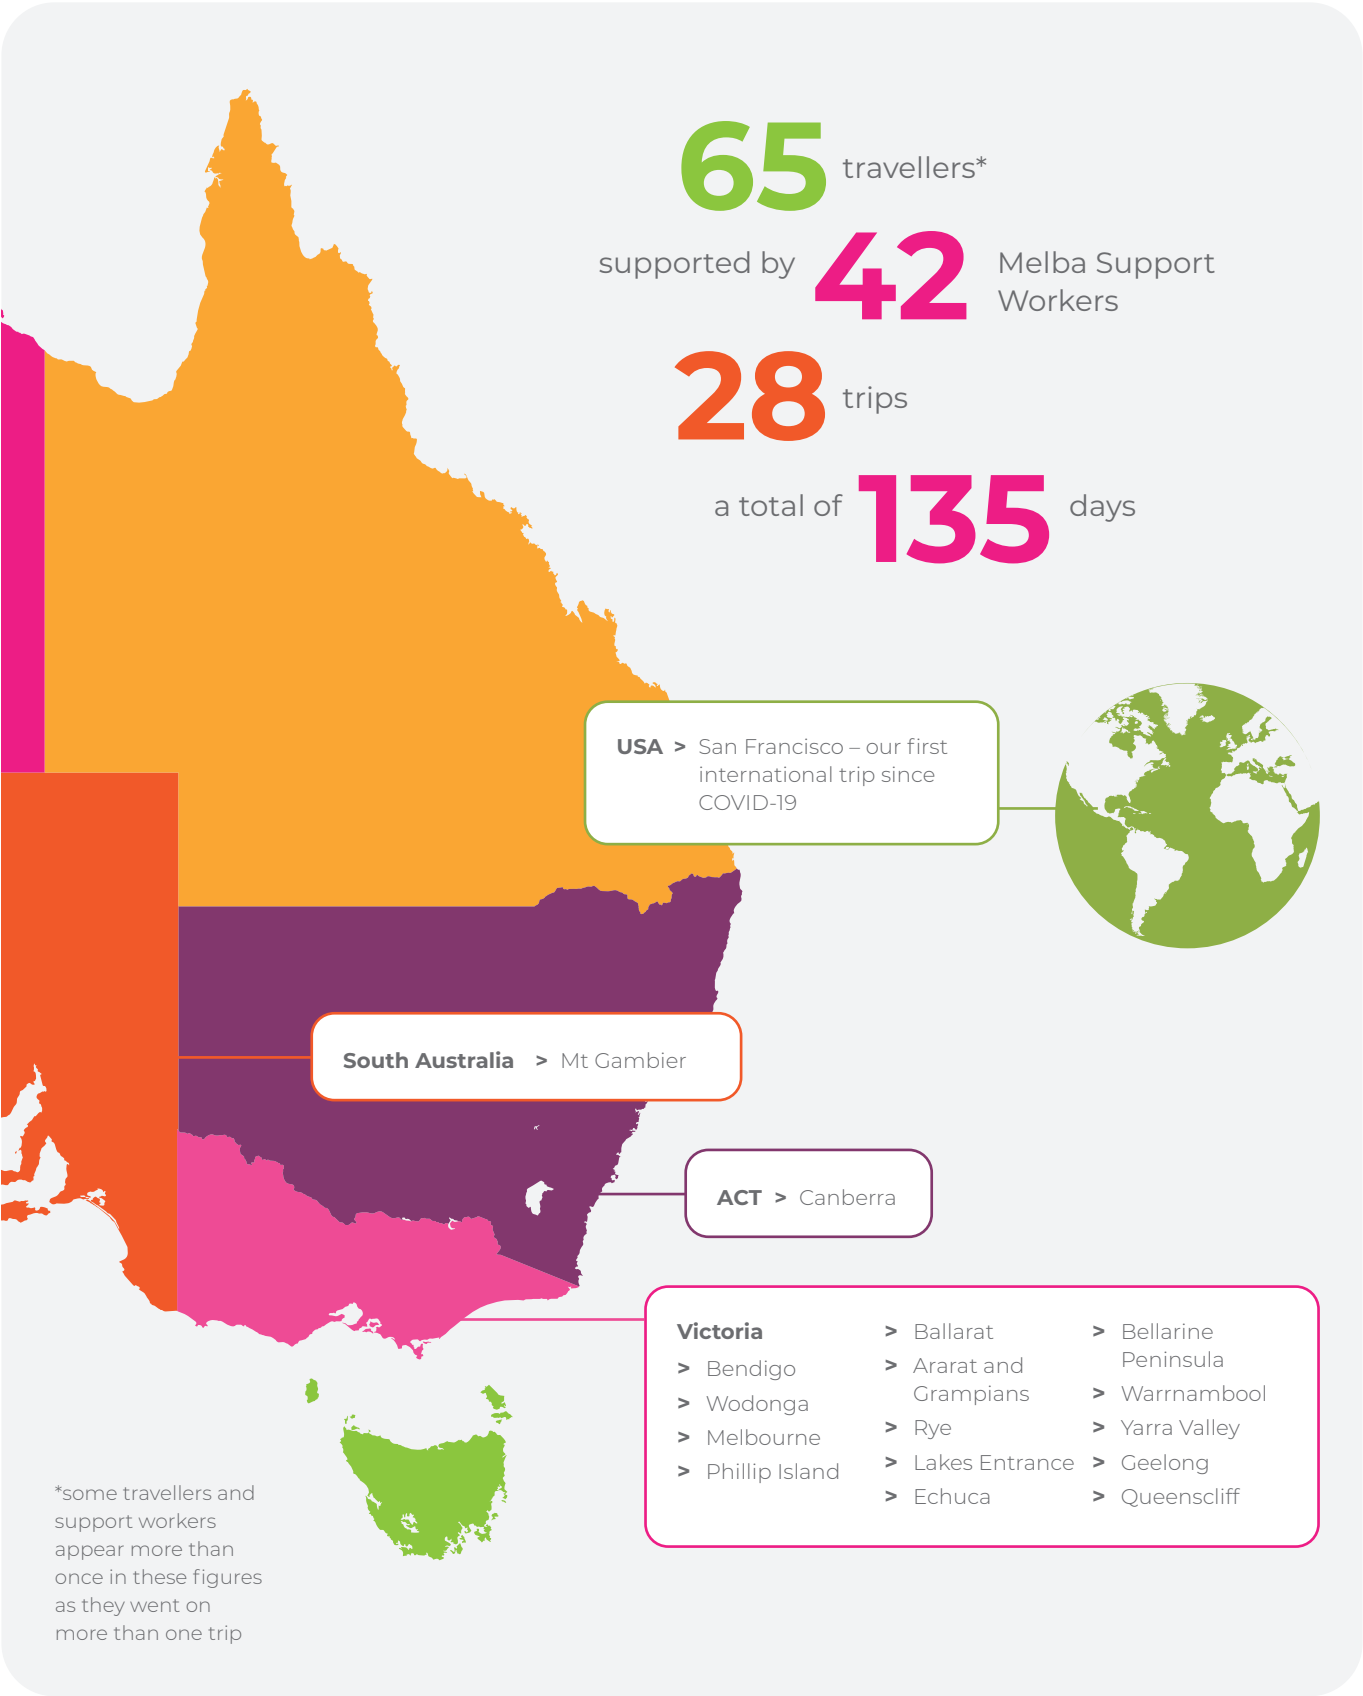 65 travellers*
supported by 42 Melba Support
Workers
28 trips
a total of 135 days
USA > San Francisco – our first
international trip since
COVID-19
South Australia > Mt Gambier
ACT > Canberra
Victoria
> Bendigo
> Wodonga
> Melbourne
> Phillip Island
> Ballarat
> Ararat and
Grampians
> Rye
> Lakes Entrance
> Echuca
> Bellarine
Peninsula
> Warrnambool
> Yarra Valley
> Geelong
> Queenscliff
*some travellers and
support workers
appear more than
once in these figures
as they went on
more than one trip